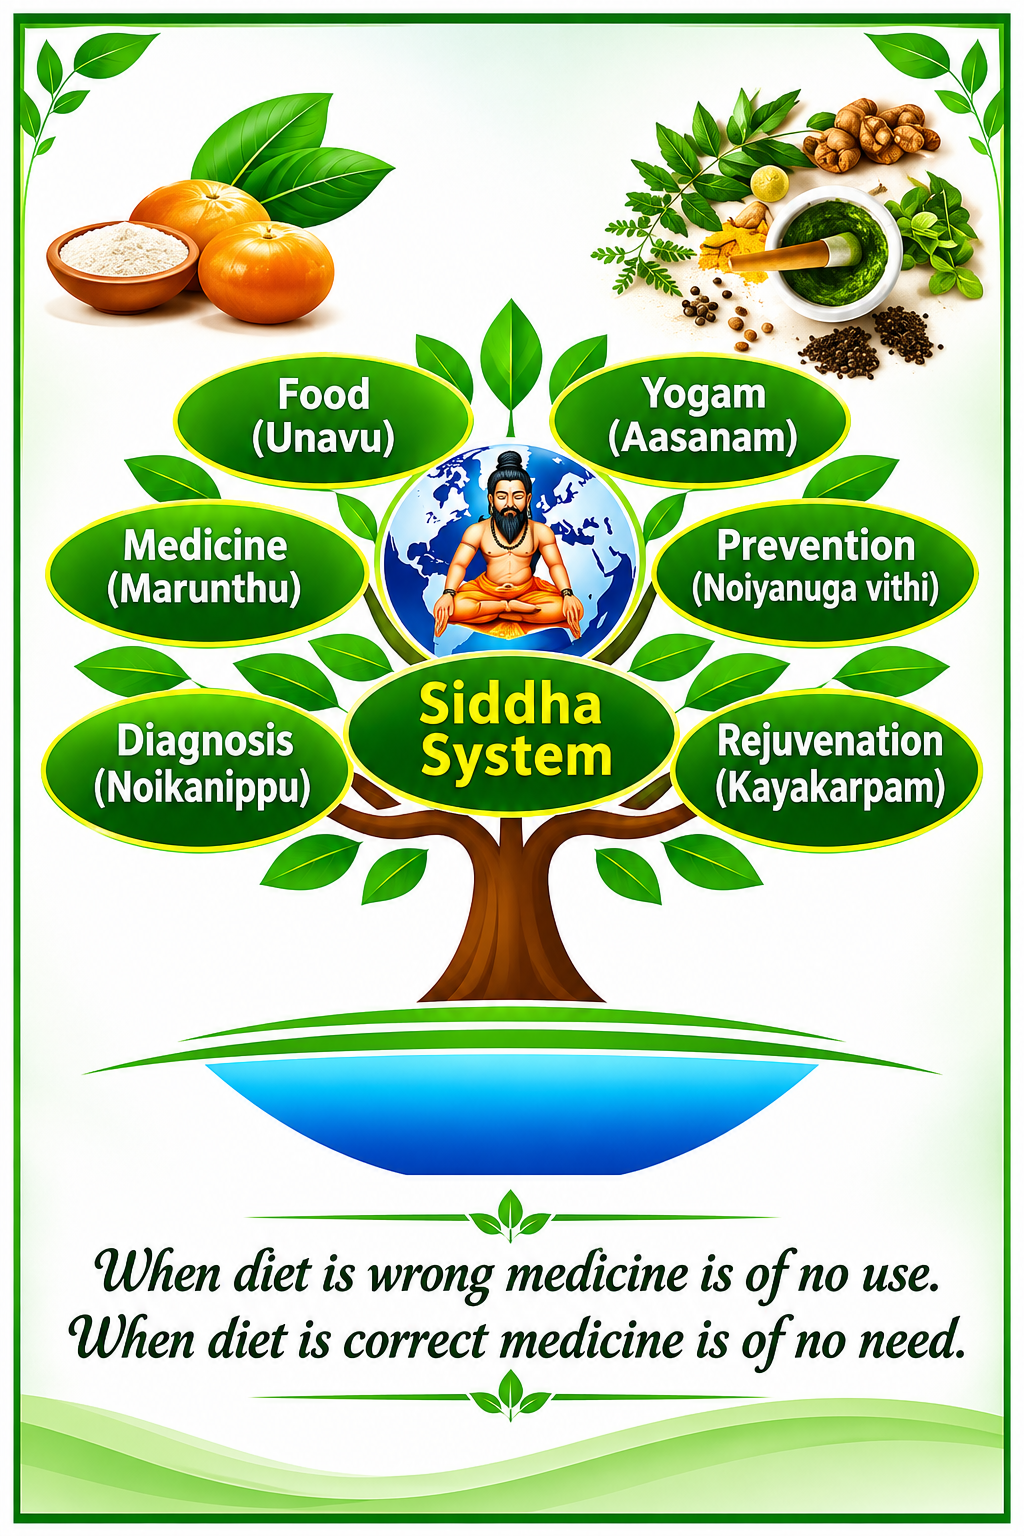 Food
(Unavu)
Yogam
(Aasanam)
Medicine
(Marunthu)
Prevention
(Noiyanuga vithi)
Diagnosis
(Noikanippu)
Siddha
System
Rejuvenation
(Kayakarpam)
When diet is wrong medicine is of no use.
When diet is correct medicine is of no need.